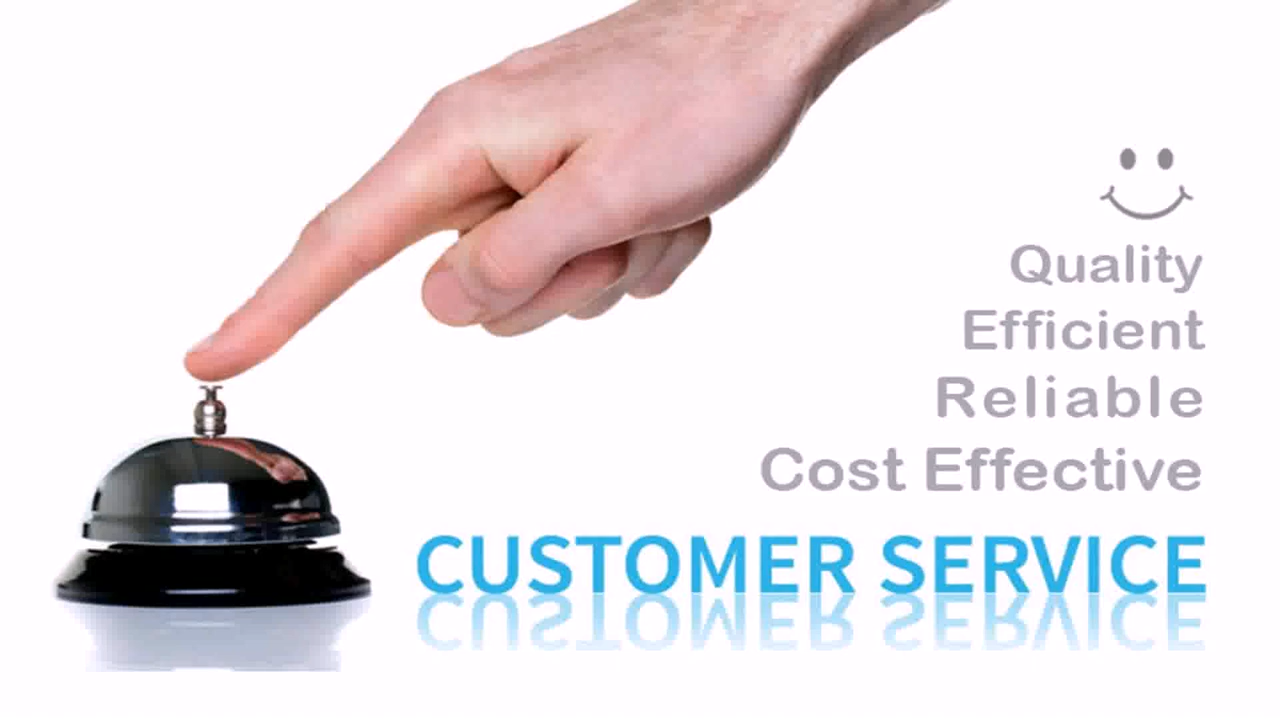 Quality
Efficient
Reliable
Cost Effective
CUSTOMER SERVICE